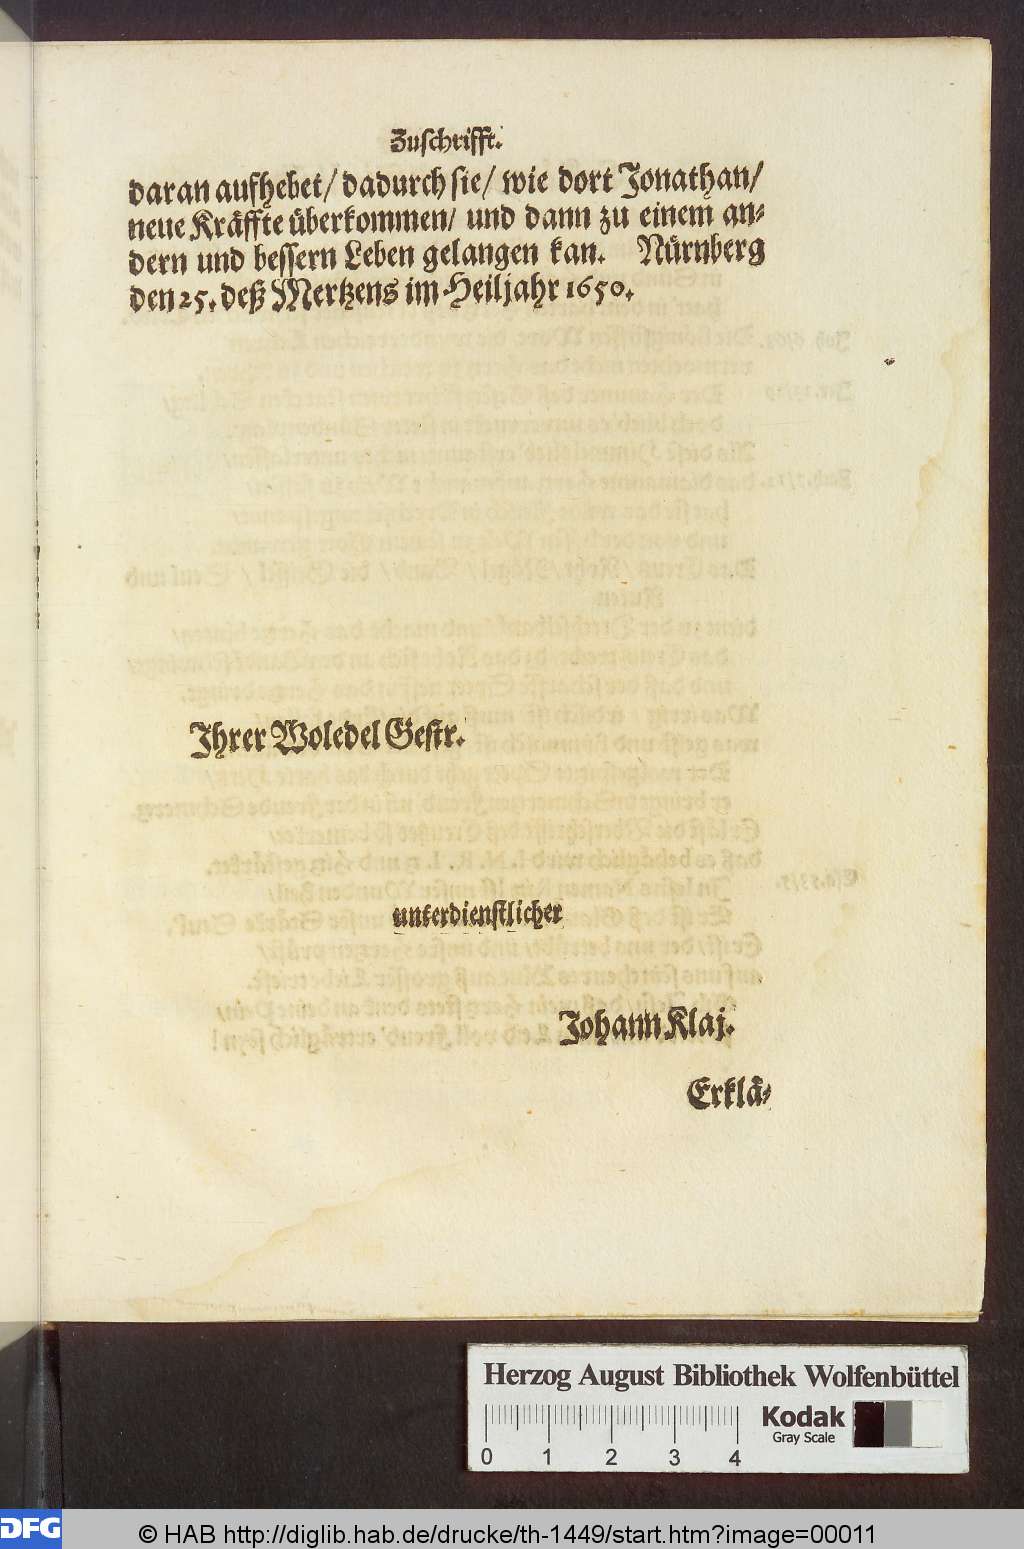 Zuschrifft.
daran aufhebet/ dadurch sie/ wie dort Jonathan/
neue Kräffte überkommen/ und dann zu einem an-
dern und bessern Leben gelangen kan. Nürnberg
den 25. deß Mertzens im Heiljahr 1650.
Ihrer Woledel Gestr.
unterdienstlicher
Johann Klaj.
Erklä-
Herzog August Bibliothek Wolfenbüttel
Kodak
Gray Scale
0 1 2 3 4
DFG © HAB http://diglib.hab.de/drucke/th-1449/start.htm?image=00011